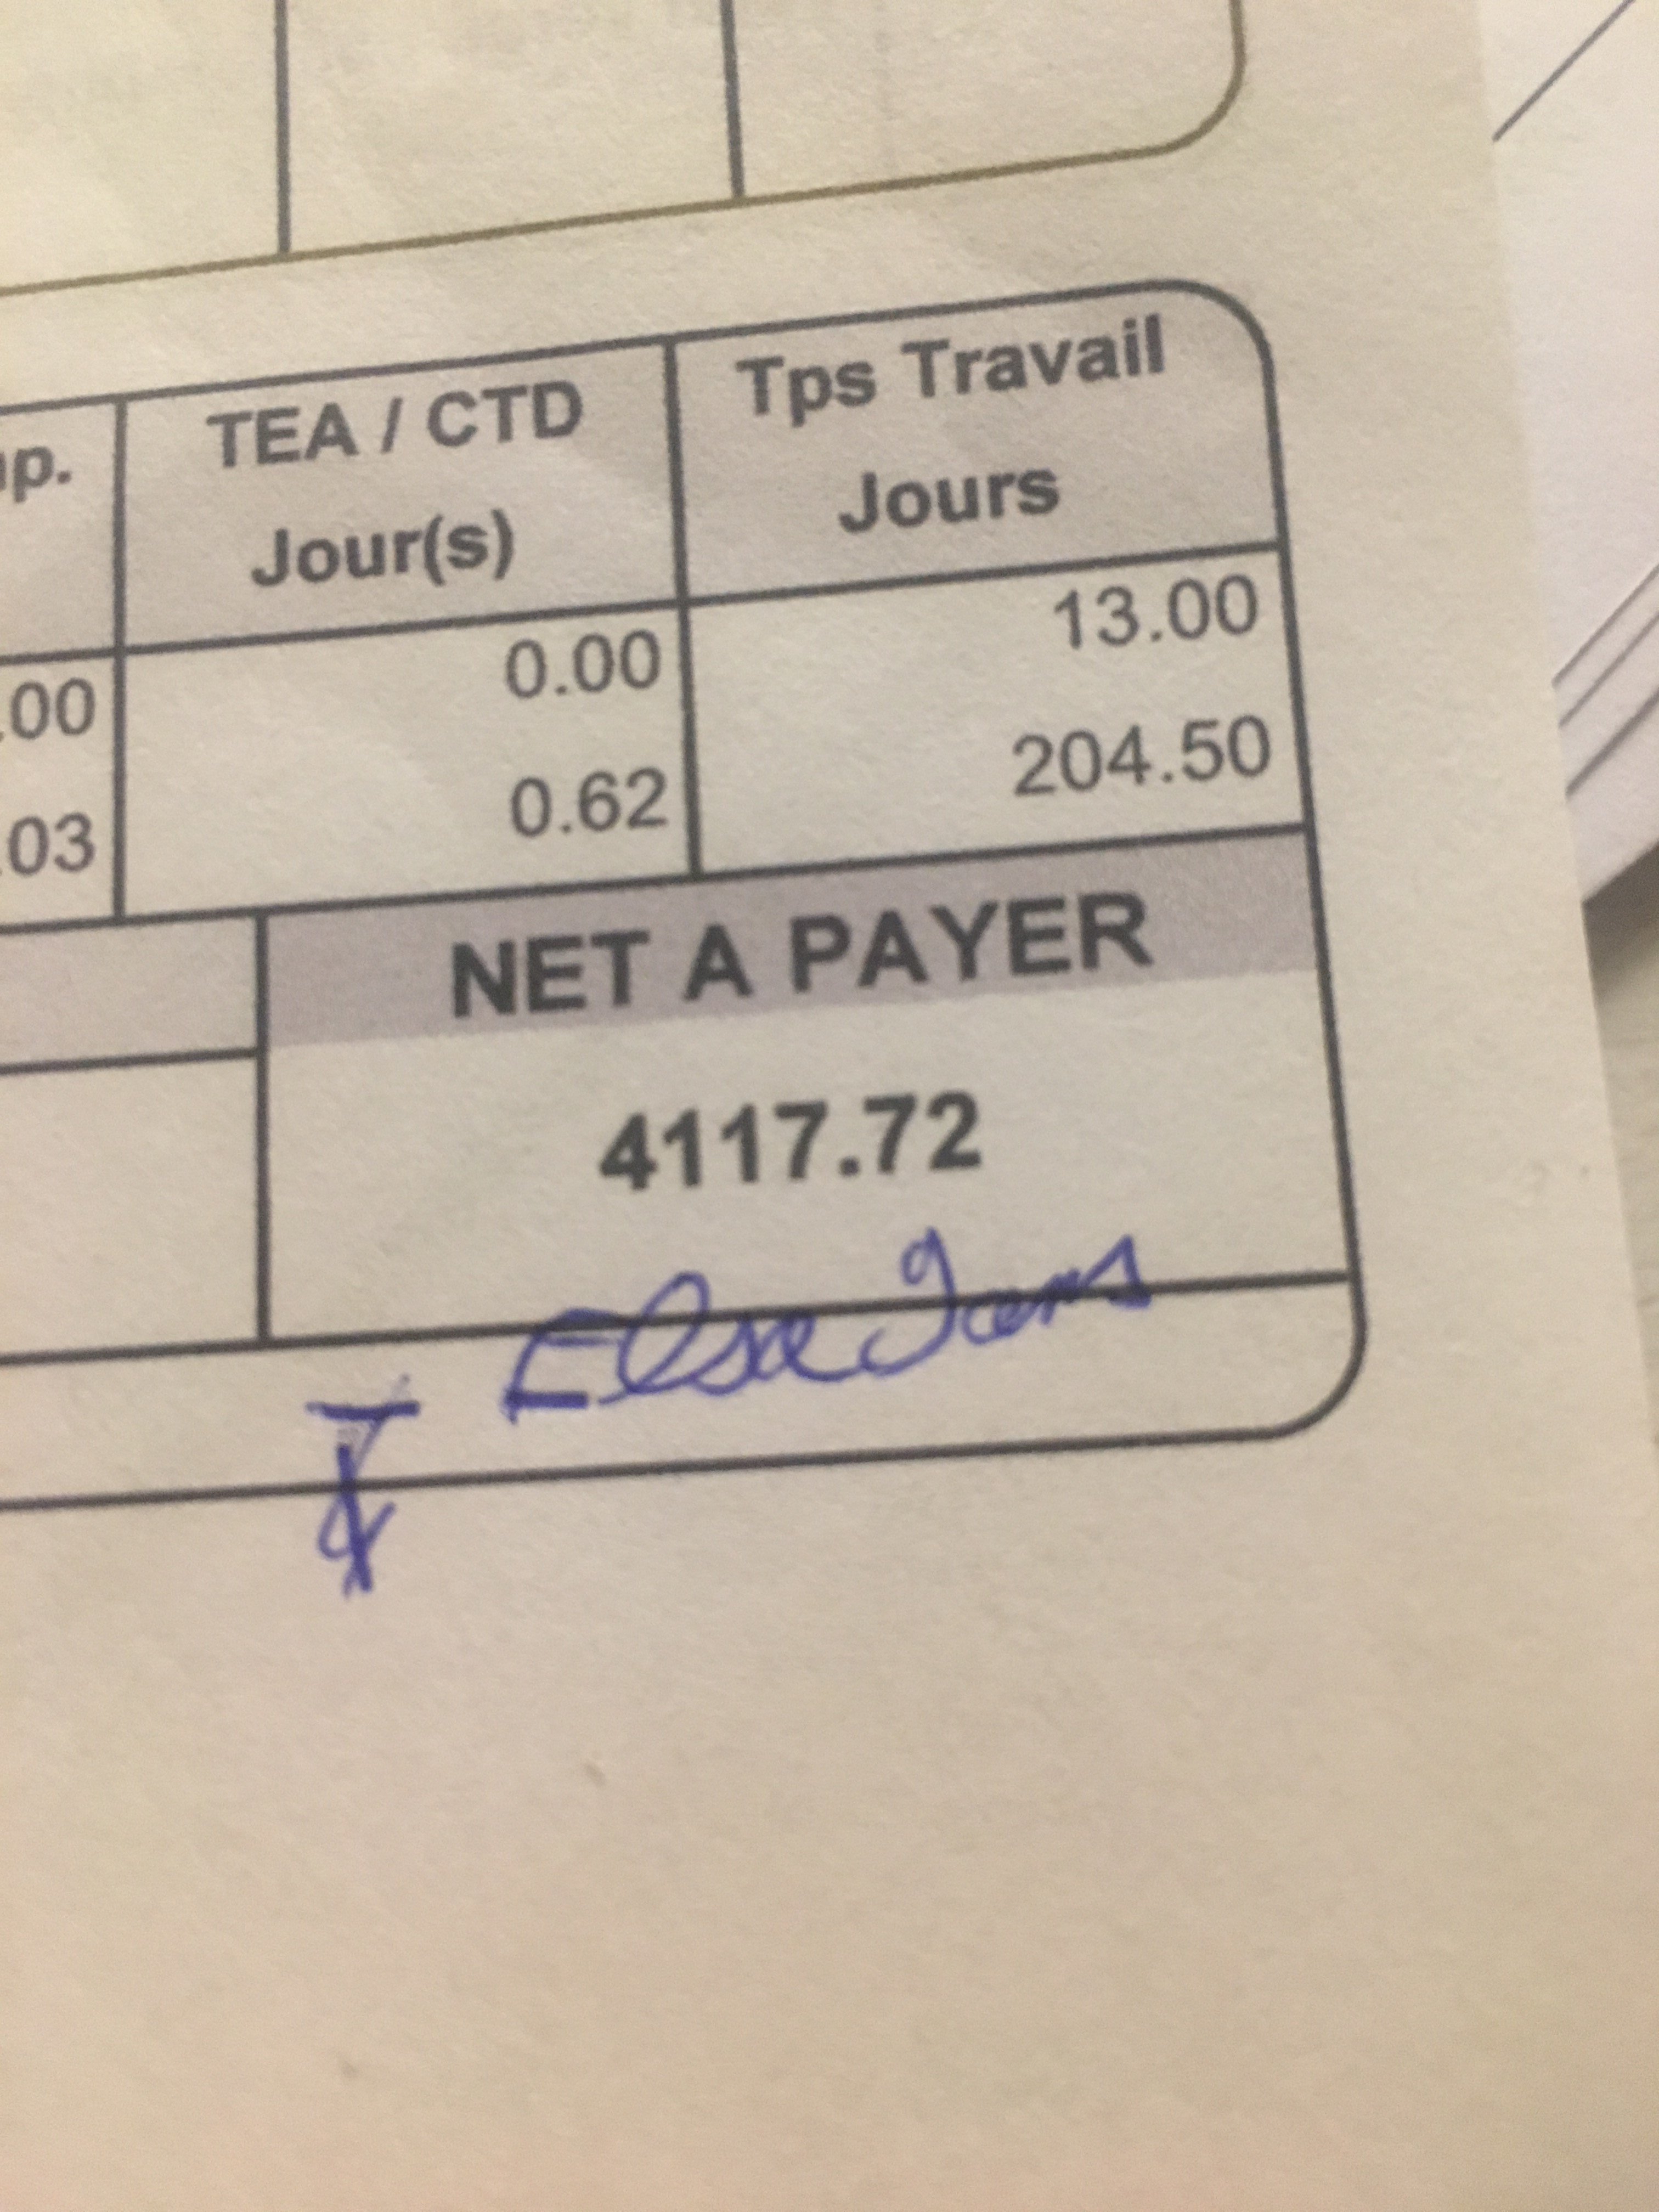 TEA / CTD
Jour(s)
Tps Travail
Jours
.00 0.00 13.00
.03 0.62 204.50
NET A PAYER
4117.72
Elsa